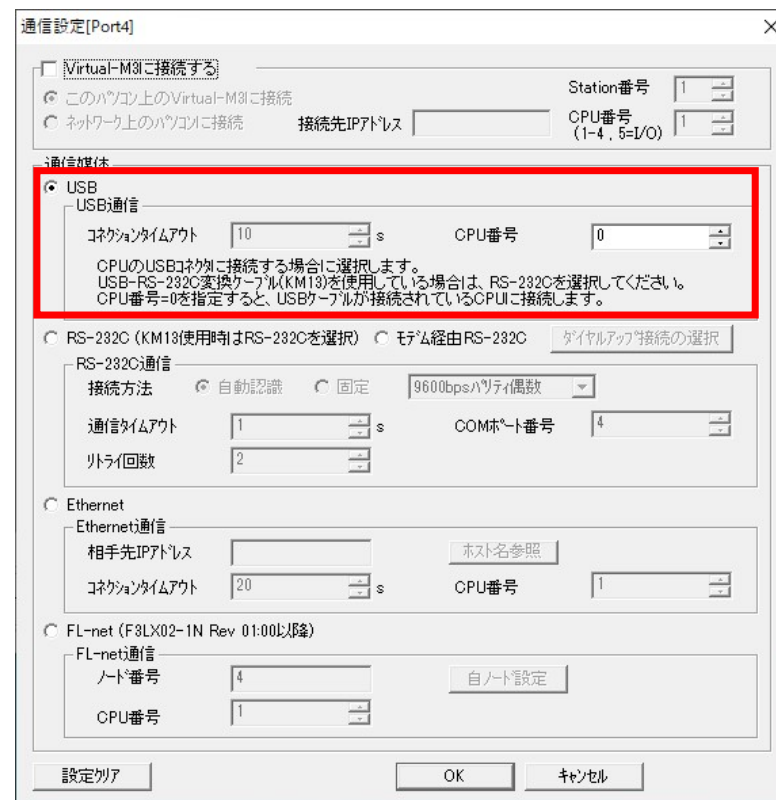 通信設定[Port4]
Virtual-M3に接続する
このパソコン上のVirtual-M3に接続
Station番号 1
ネットワーク上のパソコンに接続 接続先IPアドレス
CPU番号 1
(1-4 , 5=I/O)
通信媒体
USB
USB通信
コネクションタイムアウト 10 s CPU番号 0
CPUのUSBコネクタに接続する場合に選択します。
USB-RS-232C変換ケーブル(KM13)を使用している場合は、RS-232Cを選択してください。
CPU番号=0を指定すると、USBケーブルが接続されているCPUに接続します。
RS-232C (KM13使用時はRS-232Cを選択) モデム経由RS-232C ダイヤルアップ接続の選択
RS-232C通信
接続方法 自動認識 固定 9600bpsパリティ偶数
通信タイムアウト 1 s COMポート番号 4
リトライ回数 2
Ethernet
Ethernet通信
相手先IPアドレス ホスト名参照
コネクションタイムアウト 20 s CPU番号 1
FL-net (F3LX02-1N Rev 01:00以降)
FL-net通信
ノード番号 4 自ノード設定
CPU番号 1
設定クリア OK キャンセル